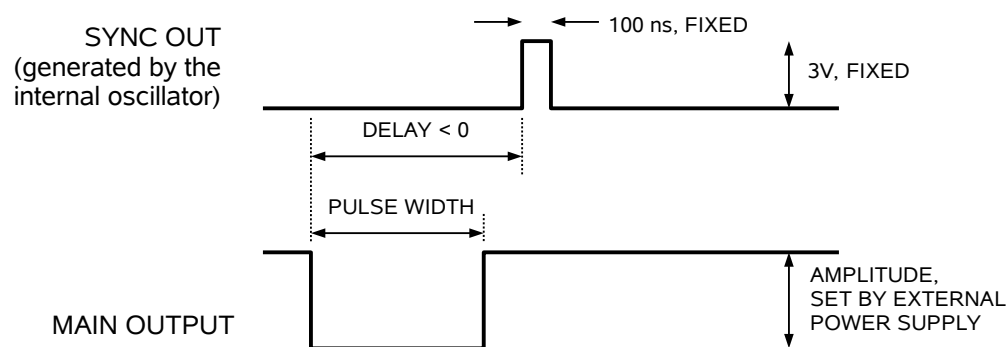 SYNC OUT
(generated by the
internal oscillator)
100 ns, FIXED
3V, FIXED
DELAY < 0
PULSE WIDTH
MAIN OUTPUT
AMPLITUDE,
SET BY EXTERNAL
POWER SUPPLY